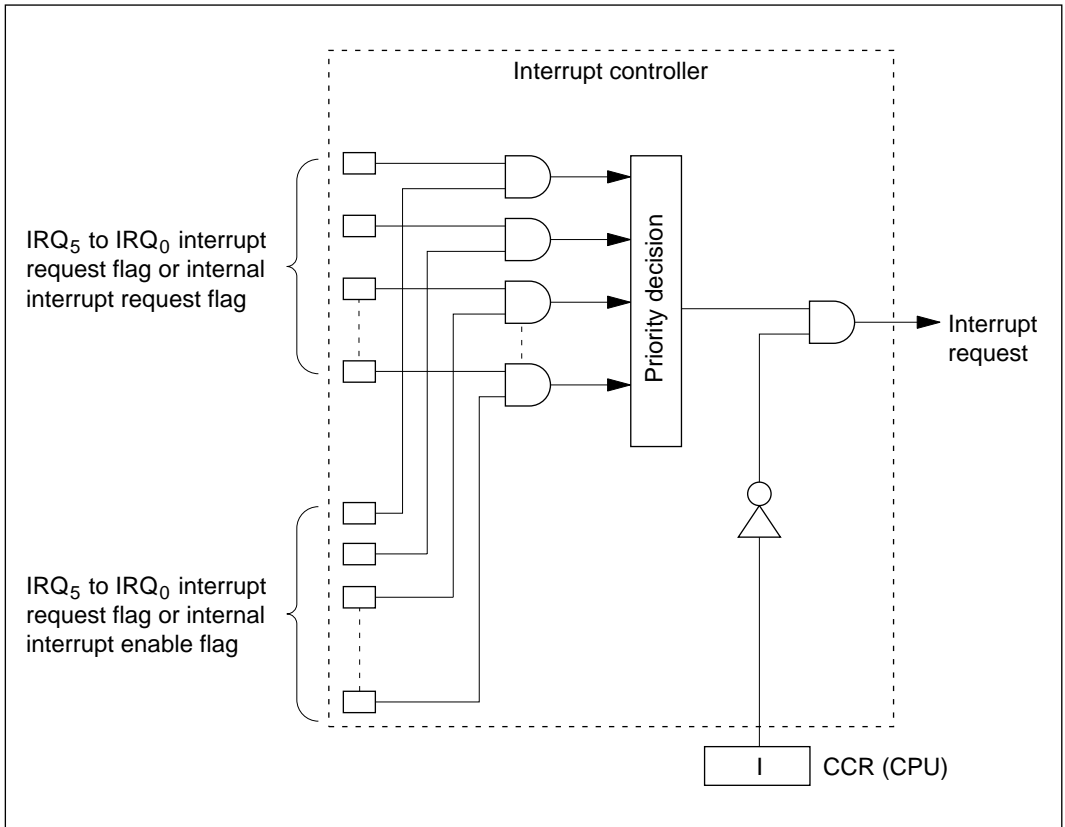 Interrupt controller
IRQ5 to IRQ0 interrupt
request flag or internal
interrupt request flag
Priority decision
Interrupt
request
IRQ5 to IRQ0 interrupt
request flag or internal
interrupt enable flag
I
CCR (CPU)